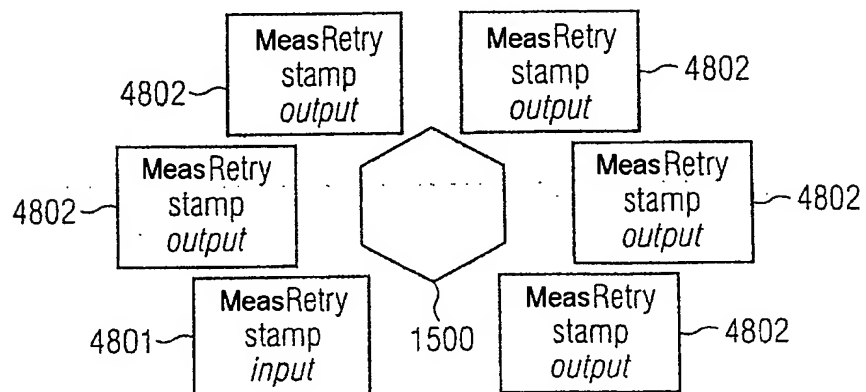 MeasRetry
stamp
output
4802
MeasRetry
stamp
output
4802
MeasRetry
stamp
output
4802
MeasRetry
stamp
output
4802
MeasRetry
stamp
input
4801
1500
MeasRetry
stamp
output
4802